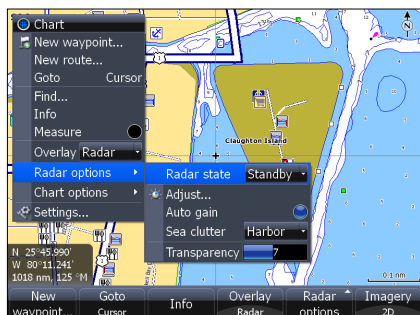 Chart
New waypoint...
New route...
Goto Cursor
Find...
Info
Measure
Overlay Radar
Radar options
Chart options
Settings...
Radar state Standby
Adjust...
Auto gain
Sea clutter Harbor
Transparency 7
Claughton Island
N
1
N 25°45.990'
W 80°11.241'
1018 nm, 125 °M
0.1 nm
New waypoint...
Goto Cursor
Info
Overlay Radar
Radar options
Imagery 2D